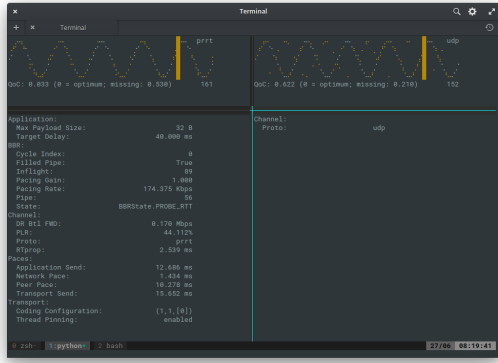 Terminal
Terminal
prrt
QoC: 0.033 (0 = optimum; missing: 0.530) 161
udp
QoC: 0.622 (0 = optimum; missing: 0.210) 152
Application:
Max Payload Size: 32 B
Target Delay: 40.000 ms
BBR:
Cycle Index: 0
Filled Pipe: True
Inflight: 89
Pacing Gain: 1.000
Pacing Rate: 174.375 Kbps
Pipe: 56
State: BBRState.PROBE_RTT
Channel:
DR Btl FWD: 0.170 Mbps
PLR: 44.112%
Proto: prrt
RTprop: 2.539 ms
Paces:
Application Send: 12.686 ms
Network Pace: 1.434 ms
Peer Pace: 10.278 ms
Transport Send: 15.652 ms
Transport:
Coding Configuration: (1,1,[0])
Thread Pinning: enabled
Channel:
Proto: udp
0 zsh- 1:python* 2 bash 27/06 08:19:41